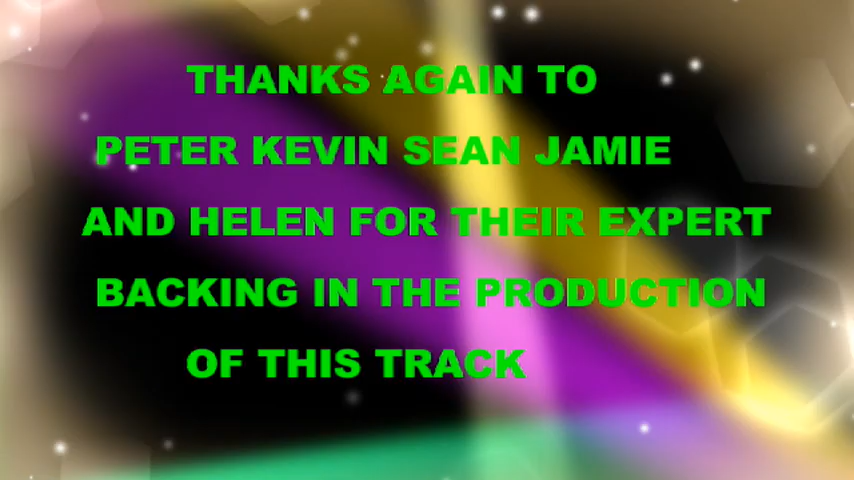 THANKS AGAIN TO
PETER KEVIN SEAN JAMIE
AND HELEN FOR THEIR EXPERT
BACKING IN THE PRODUCTION
OF THIS TRACK